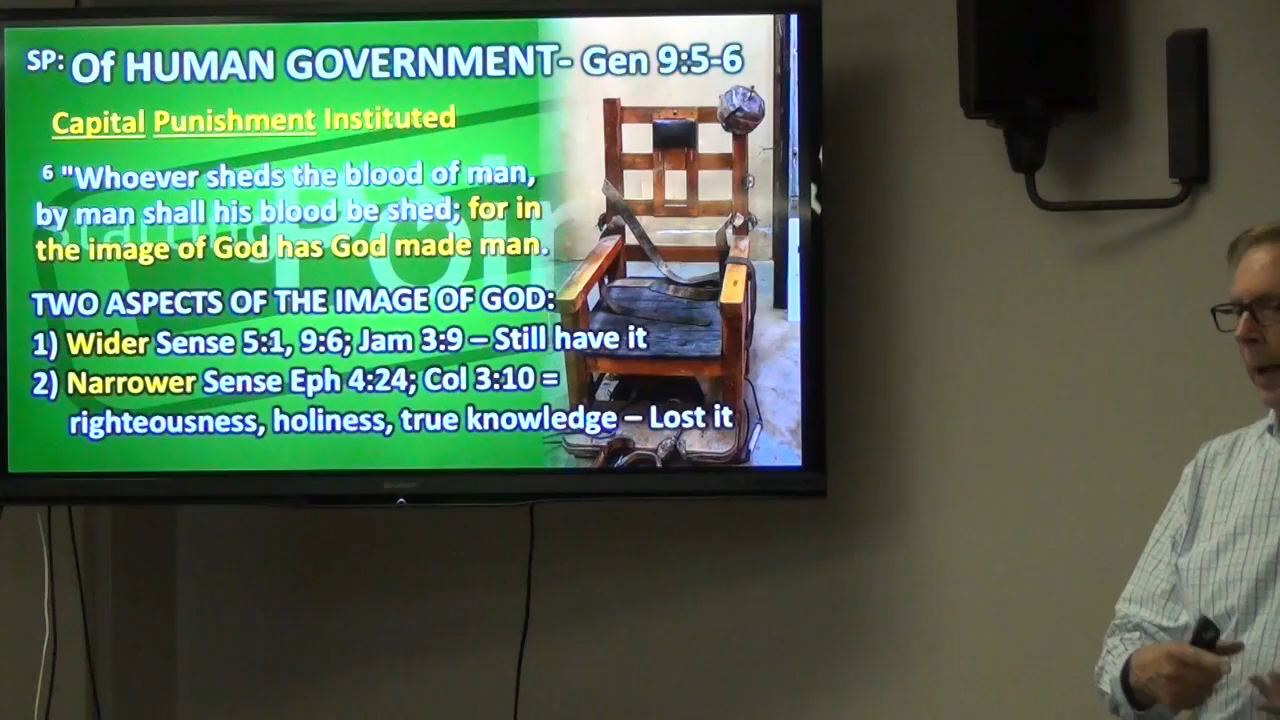 SP: Of HUMAN GOVERNMENT- Gen 9:5-6
Capital Punishment Instituted
6 "Whoever sheds the blood of man,
by man shall his blood be shed; for in
the image of God has God made man.
TWO ASPECTS OF THE IMAGE OF GOD:
1) Wider Sense 5:1, 9:6; Jam 3:9 – Still have it
2) Narrower Sense Eph 4:24; Col 3:10 =
righteousness, holiness, true knowledge – Lost it